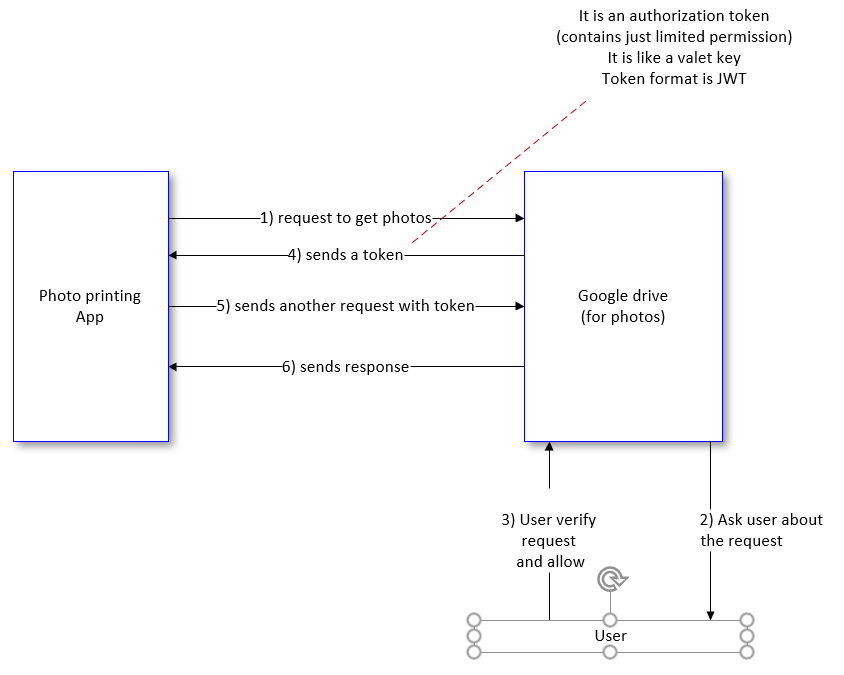 It is an authorization token
(contains just limited permission)
It is like a valet key
Token format is JWT
1) request to get photos
4) sends a token
Photo printing
App
5) sends another request with token
Google drive
(for photos)
6) sends response
3) User verify
request
and allow
2) Ask user about
the request
User